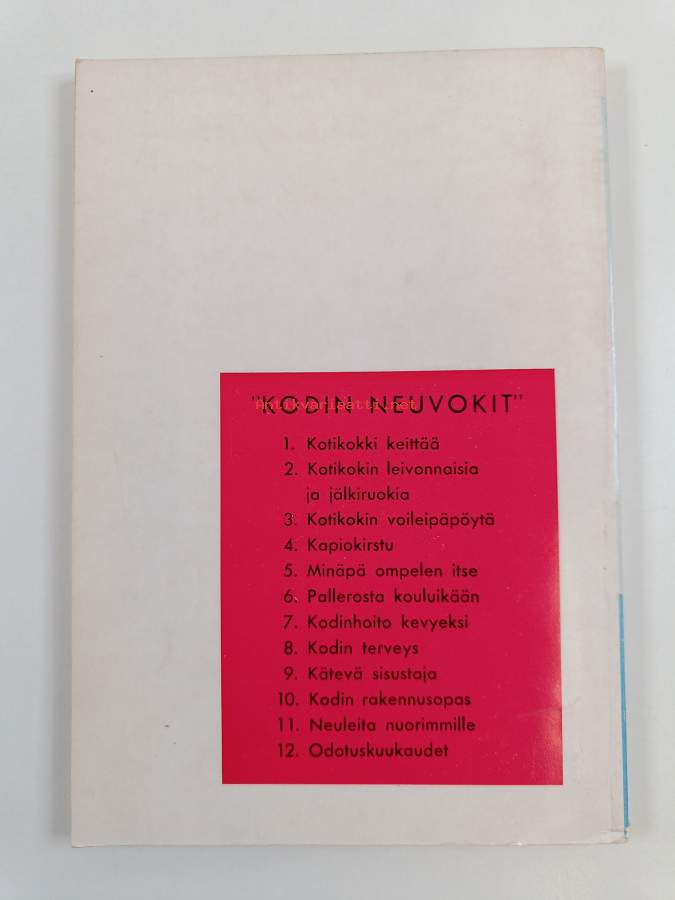 "KODIN NEUVOKIT"
Antikvariaatti.net
1. Kotikokki keittää
2. Kotikokin leivonnaisia
ja jälkiruokia
3. Kotikokin voileipäpöytä
4. Kapiokirstu
5. Minäpä ompelen itse
6. Pallerosta kouluikään
7. Kodinhoito kevyeksi
8. Kodin terveys
9. Kätevä sisustaja
10. Kodin rakennusopas
11. Neuleita nuorimmille
12. Odotuskuukaudet